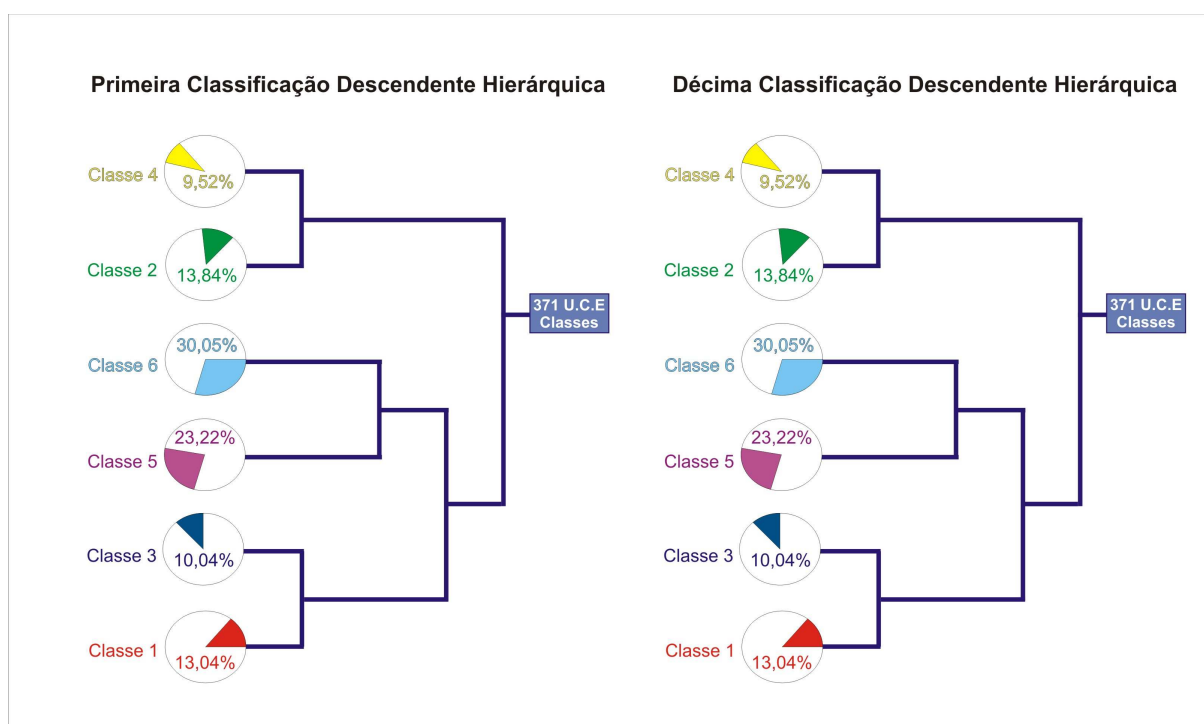 Primeira Classificação Descendente Hierárquica
Classe 4
9,52%
Classe 2
13,84%
371 U.C.E
Classes
30,05%
Classe 6
23,22%
Classe 5
Classe 3
10,04%
Classe 1
13,04%
Décima Classificação Descendente Hierárquica
Classe 4
9,52%
Classe 2
13,84%
371 U.C.E
Classes
30,05%
Classe 6
23,22%
Classe 5
Classe 3
10,04%
Classe 1
13,04%